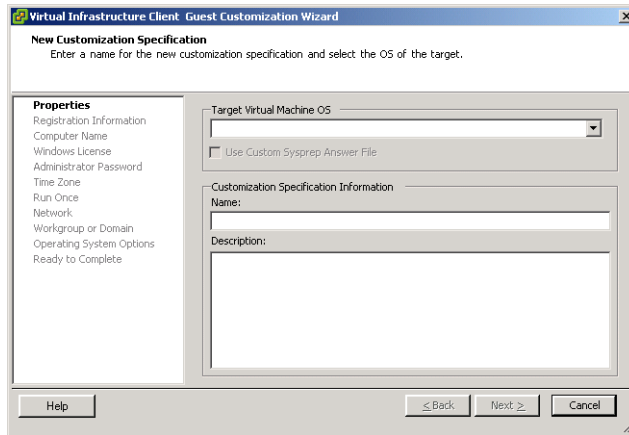 Virtual Infrastructure Client Guest Customization Wizard
New Customization Specification
Enter a name for the new customization specification and select the OS of the target.
Properties
Registration Information
Computer Name
Windows License
Administrator Password
Time Zone
Run Once
Network
Workgroup or Domain
Operating System Options
Ready to Complete
Target Virtual Machine OS
Use Custom Sysprep Answer File
Customization Specification Information
Name:
Description:
Help
< Back
Next >
Cancel